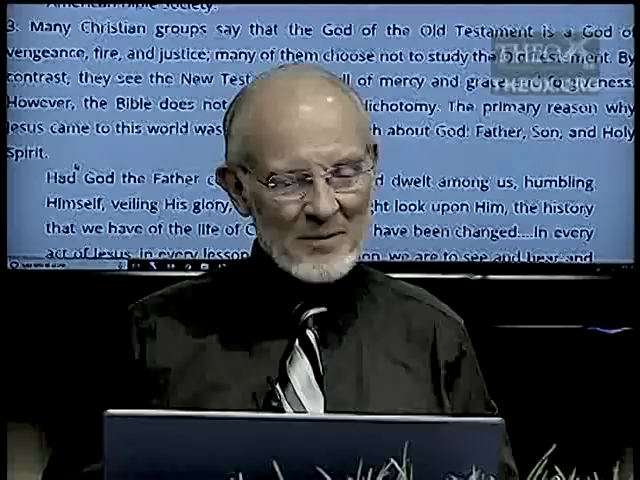 American Bible Society.
3. Many Christian groups say that the God of the Old Testament is a God of
vengeance, fire, and justice; many of them choose not to study the Old Testament. By
contrast, they see the New Test ll of mercy and grace and forgiveness.
However, the Bible does not lichotomy. The primary reason why
Jesus came to this world was h about God: Father, Son, and Holy
Spirit.
Had God the Father c d dwelt among us, humbling
Himself, veiling His glory, ght look upon Him, the history
that we have of the life of C have been changed....In every
act of Jesus, in every lesson on, we are to see and hear and
THEOX
THEOX.ORG